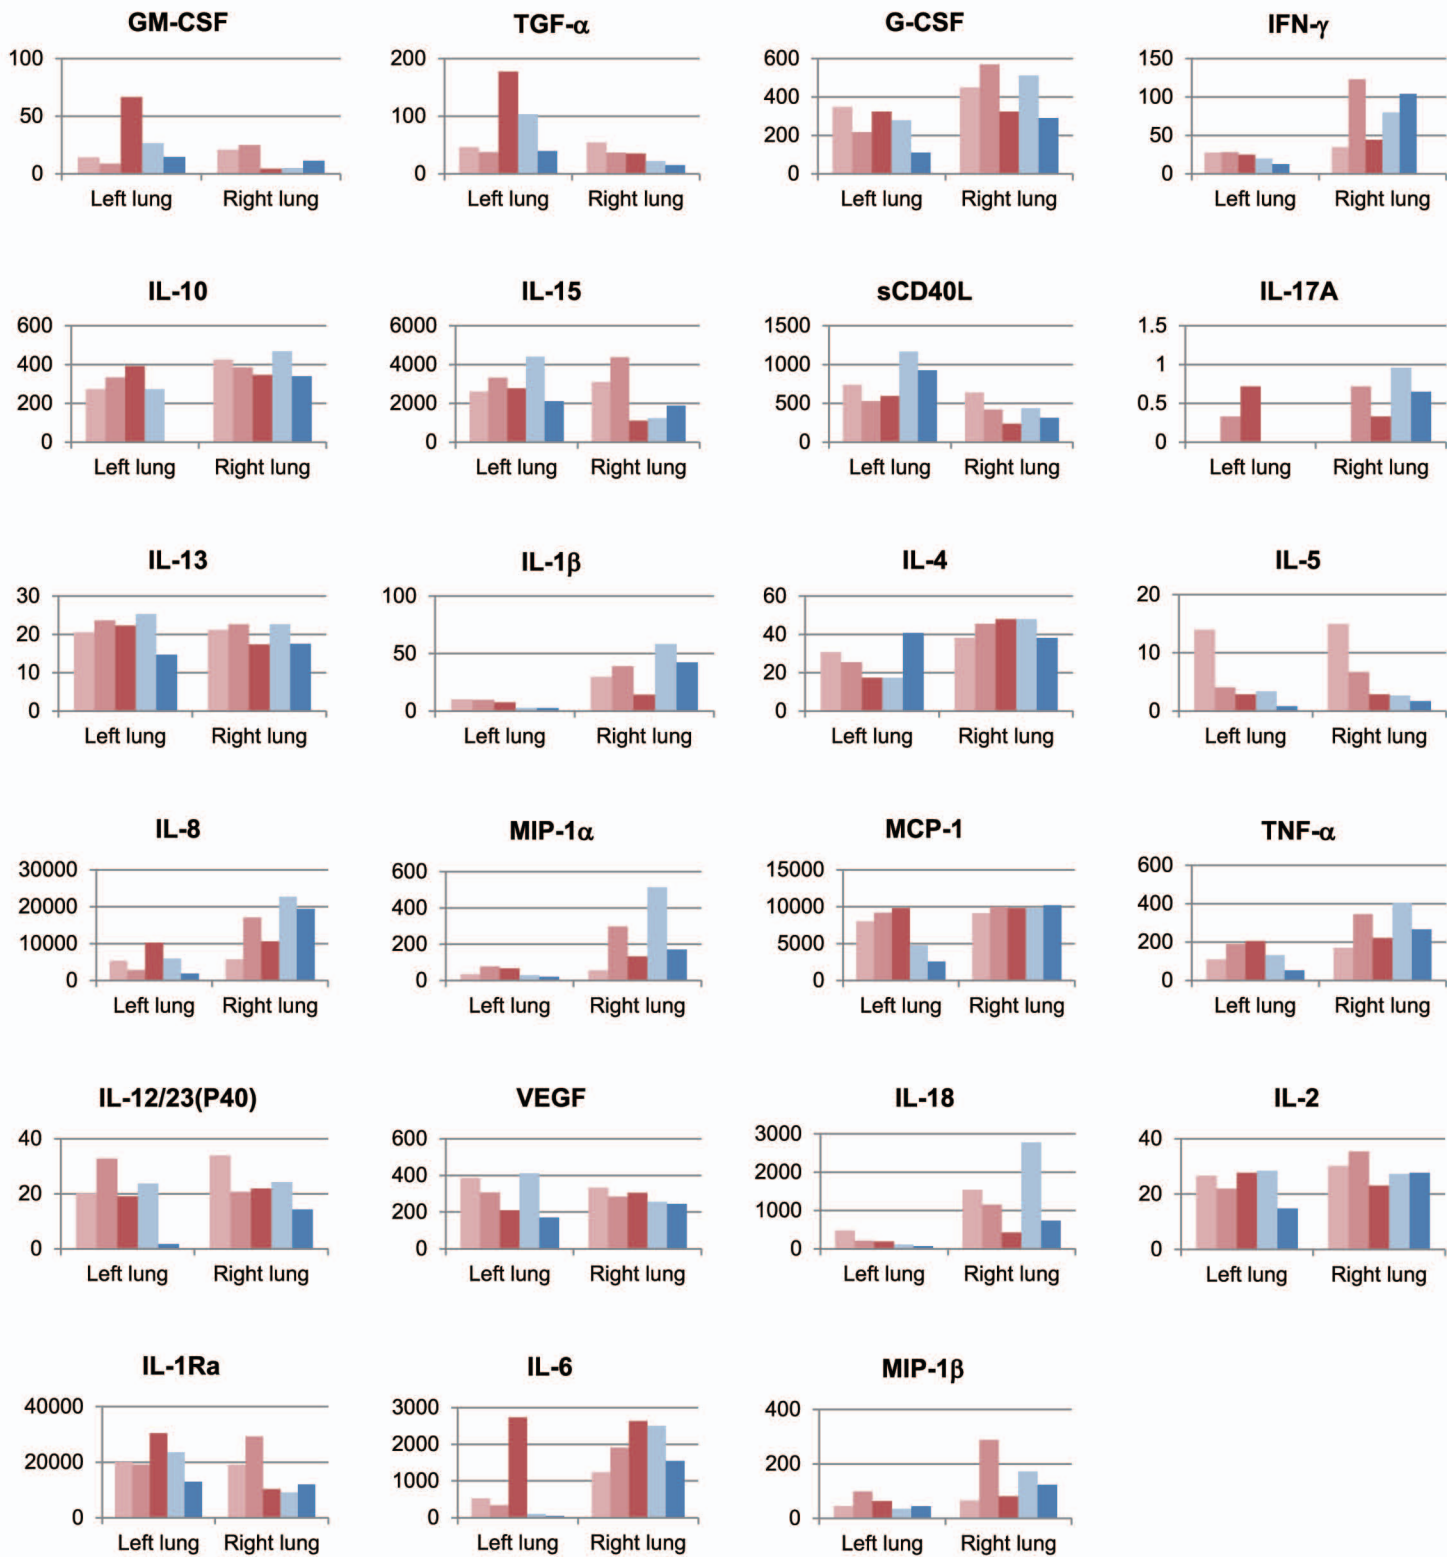 GM-CSF
100
50
0
Left lung Right lung
TGF-α
200
100
0
Left lung Right lung
G-CSF
600
400
200
0
Left lung Right lung
IFN-γ
150
100
50
0
Left lung Right lung
IL-10
600
400
200
0
Left lung Right lung
IL-15
6000
4000
2000
0
Left lung Right lung
sCD40L
1500
1000
500
0
Left lung Right lung
IL-17A
1.5
1
0.5
0
Left lung Right lung
IL-13
30
20
10
0
Left lung Right lung
IL-1β
100
50
0
Left lung Right lung
IL-4
60
40
20
0
Left lung Right lung
IL-5
20
10
0
Left lung Right lung
IL-8
30000
20000
10000
0
Left lung Right lung
MIP-1α
600
400
200
0
Left lung Right lung
MCP-1
15000
10000
5000
0
Left lung Right lung
TNF-α
600
400
200
0
Left lung Right lung
IL-12/23(P40)
40
20
0
Left lung Right lung
VEGF
600
400
200
0
Left lung Right lung
IL-18
3000
2000
1000
0
Left lung Right lung
IL-2
40
20
0
Left lung Right lung
IL-1Ra
40000
20000
0
Left lung Right lung
IL-6
3000
2000
1000
0
Left lung Right lung
MIP-1β
400
200
0
Left lung Right lung